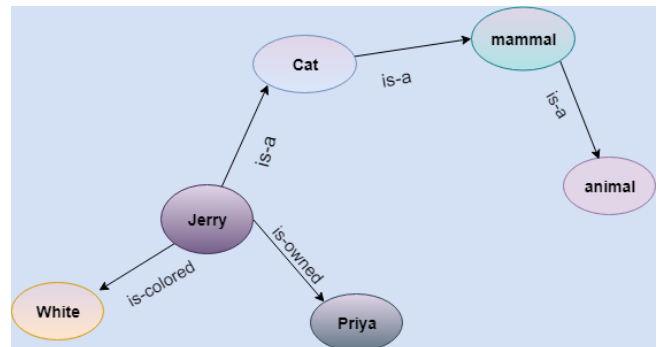 mammal
Cat
is-a
is-a
is-a
animal
Jerry
is-owned
is-colored
White
Priya